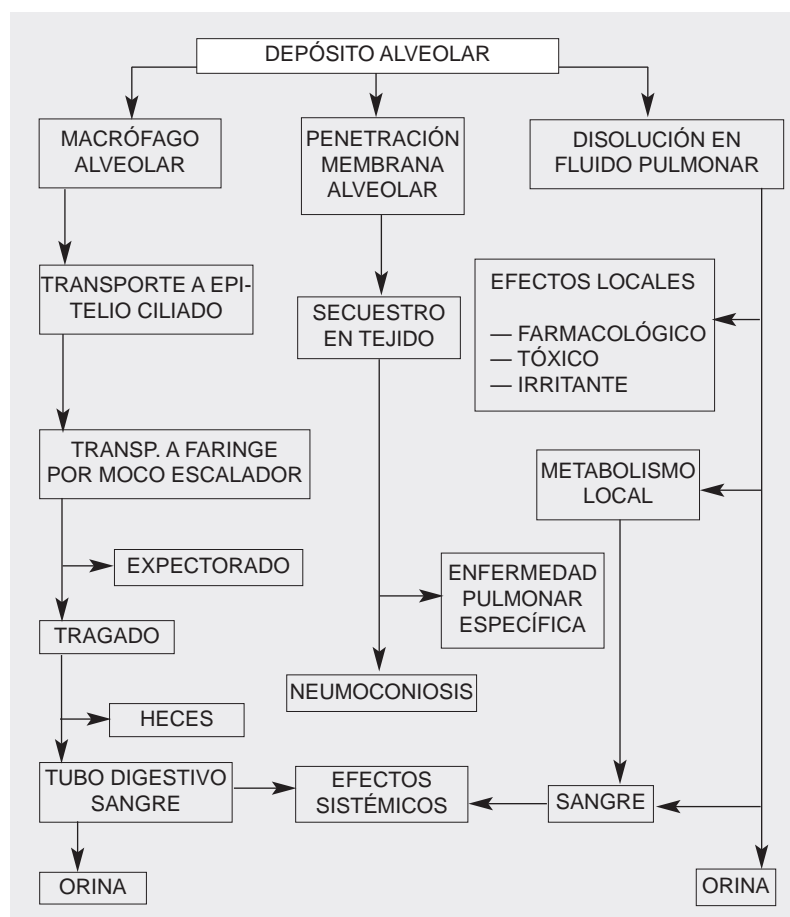 DEPÓSITO ALVEOLAR
MACRÓFAGO
ALVEOLAR
PENETRACIÓN
MEMBRANA
ALVEOLAR
DISOLUCIÓN EN
FLUIDO PULMONAR
TRANSPORTE A EPI-
TELIO CILIADO
SECUESTRO
EN TEJIDO
EFECTOS LOCALES
— FARMACOLÓGICO
— TÓXICO
— IRRITANTE
TRANSP. A FARINGE
POR MOCO ESCALADOR
METABOLISMO
LOCAL
EXPECTORADO
ENFERMEDAD
PULMONAR
ESPECÍFICA
TRAGADO
NEUMOCONIOSIS
HECES
TUBO DIGESTIVO
SANGRE
EFECTOS
SISTÉMICOS
SANGRE
ORINA
ORINA